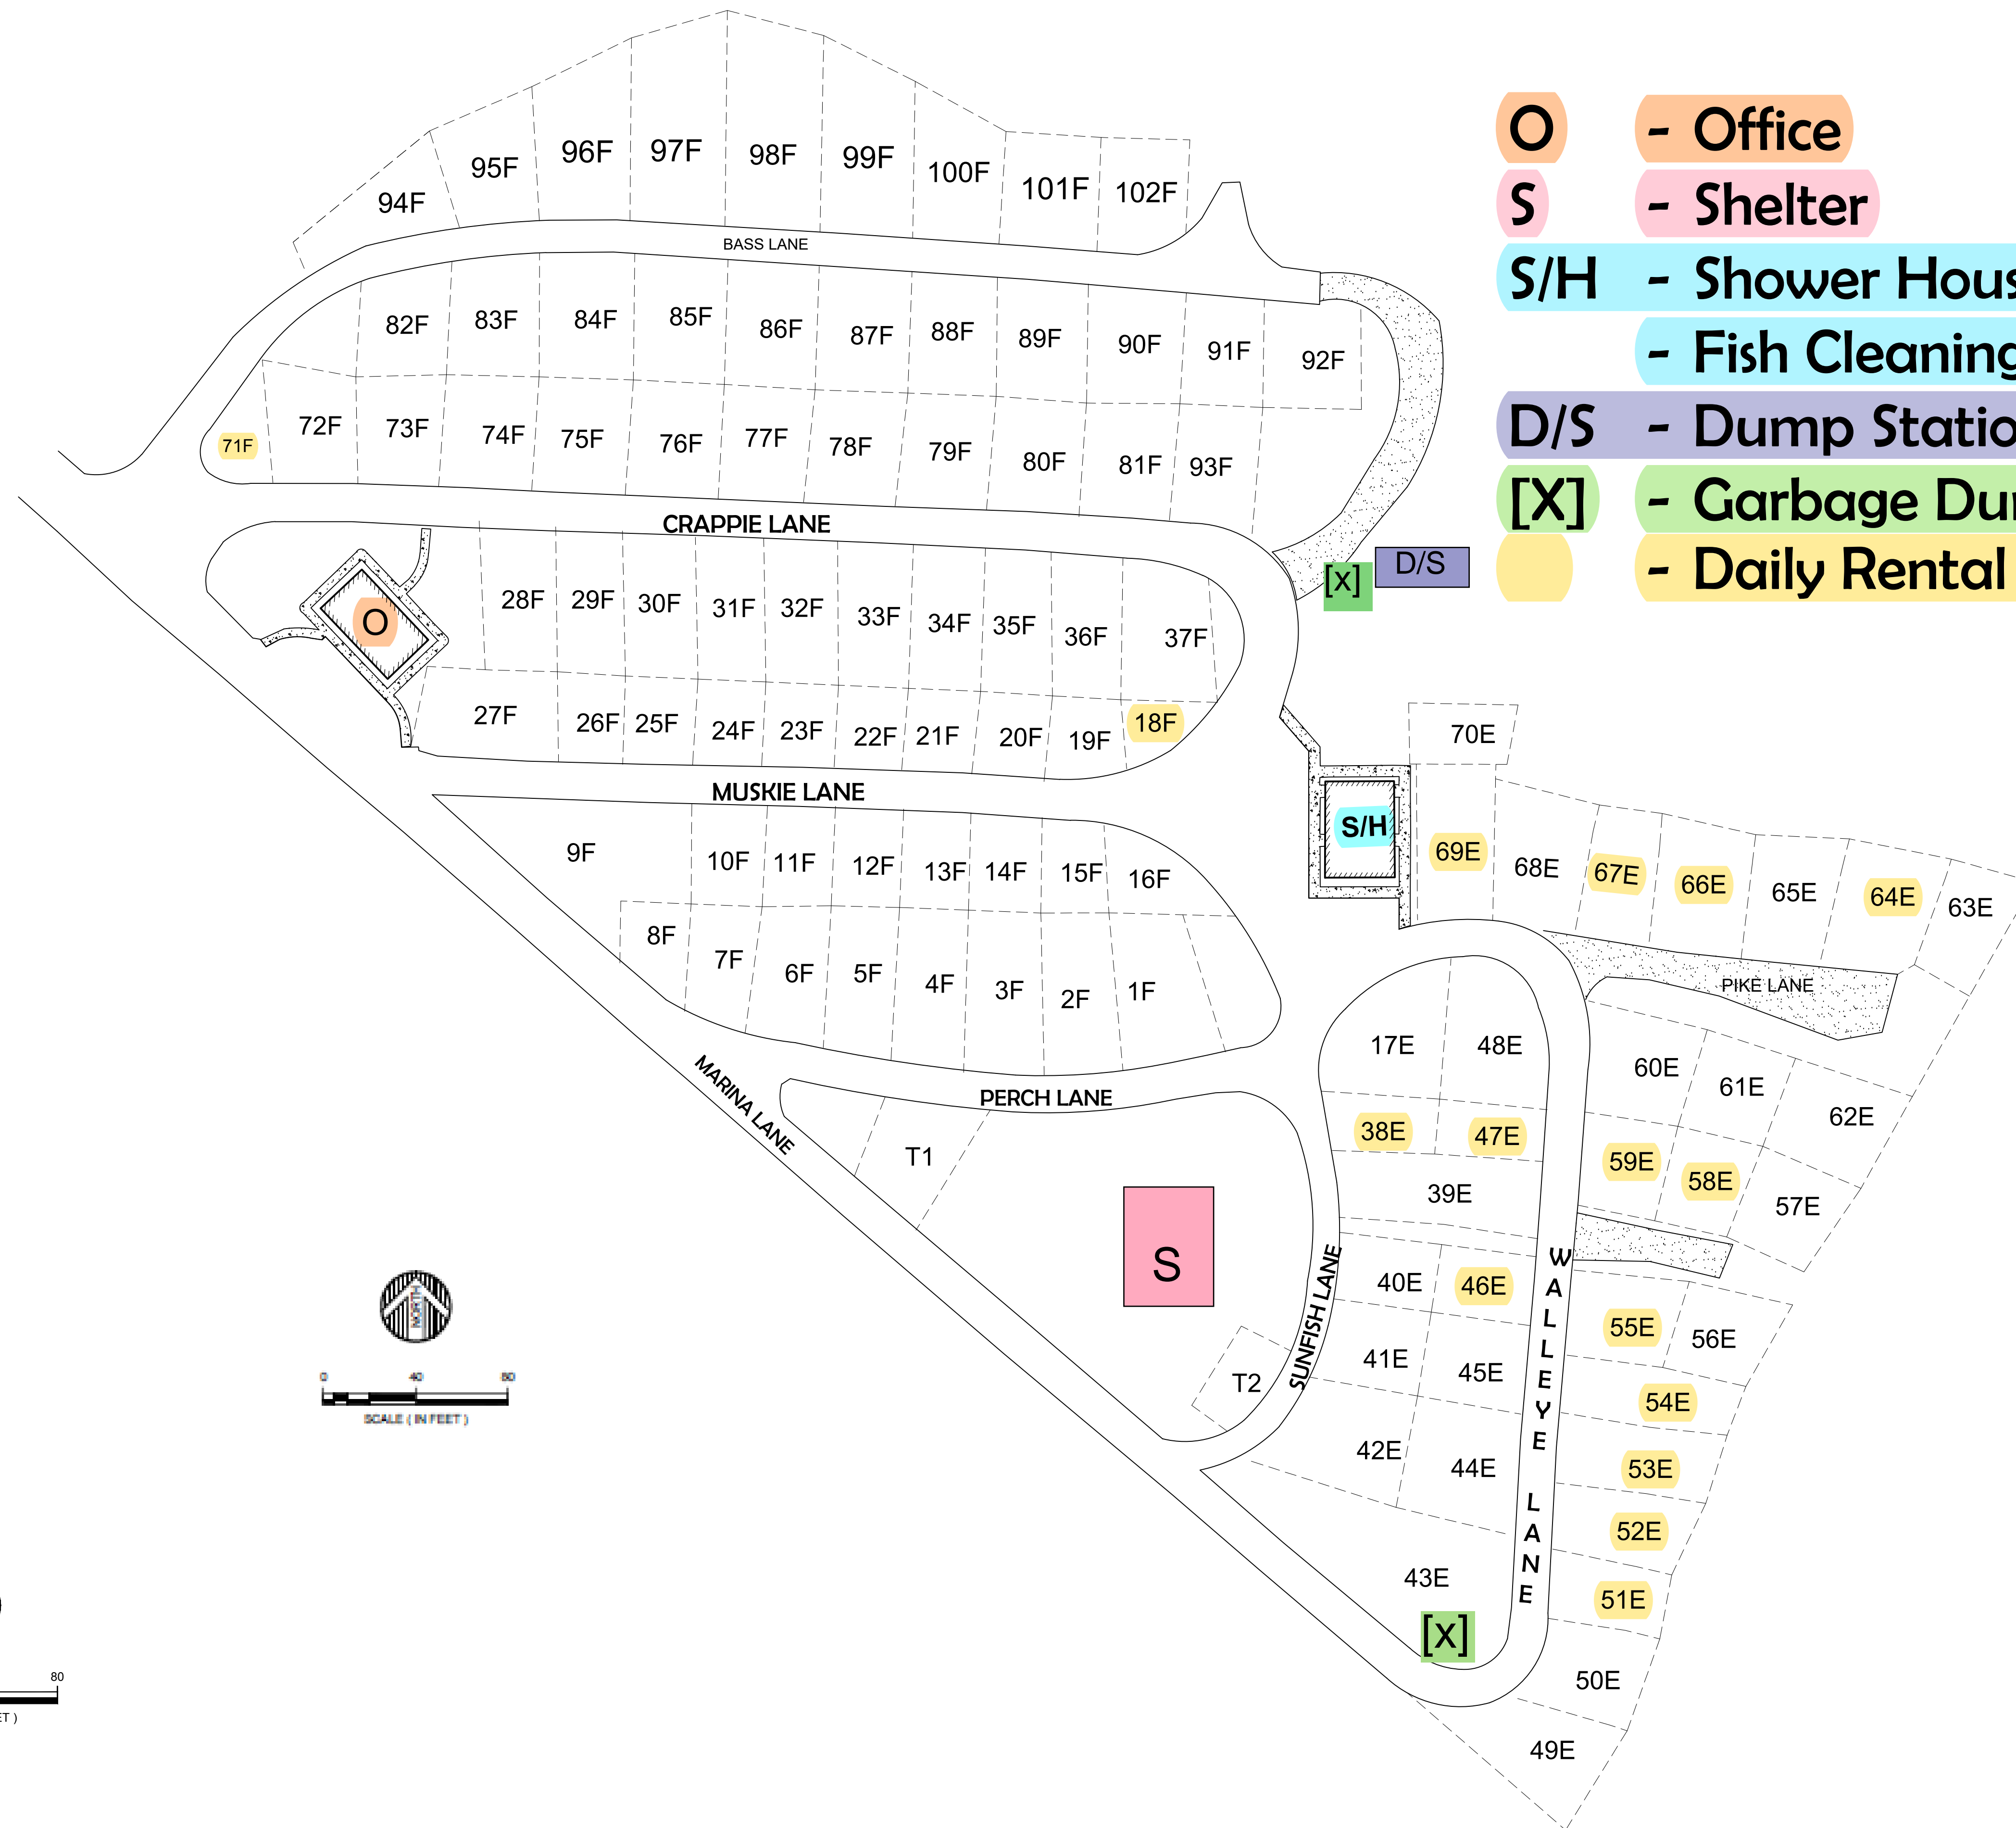 O - Office
S - Shelter
S/H - Shower Hous
- Fish Cleaning
D/S - Dump Statio
[X] - Garbage Du
- Daily Rental
94F 95F 96F 97F 98F 99F 100F 101F 102F
BASS LANE
82F 83F 84F 85F 86F 87F 88F 89F 90F 91F 92F
71F 72F 73F 74F 75F 76F 77F 78F 79F 80F 81F 93F
CRAPPIE LANE
[X] D/S
O 28F 29F 30F 31F 32F 33F 34F 35F 36F 37F
27F 26F 25F 24F 23F 22F 21F 20F 19F 18F
MUSKIE LANE
70E
S/H
9F 10F 11F 12F 13F 14F 15F 16F
69E 68E 67E 66E 65E 64E 63E
8F 7F 6F 5F 4F 3F 2F 1F
PIKE LANE
MARINA LANE
PERCH LANE
17E 48E
60E 61E 62E
38E 47E
59E 58E 57E
T1
39E
S
SUNFISH LANE
WALLEYE LANE
40E 46E
55E 56E
41E 45E
T2
54E
42E 44E
53E
52E
43E
51E
[X]
50E
49E
NORTH
0 40 80
SCALE ( IN FEET )
80
ET )